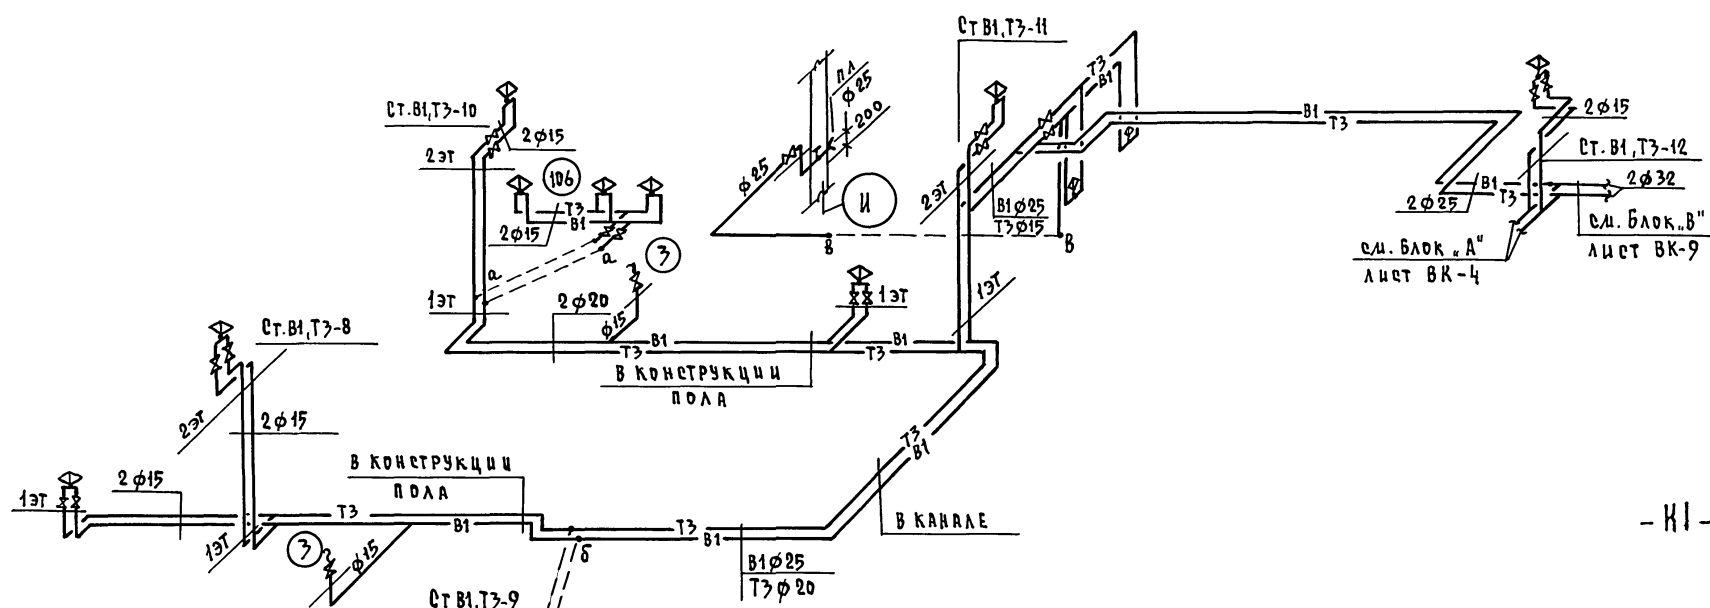 Ст В1,Т3-11
Ст.В1,Т3-10
2ф15
2эт
106
Т3
В1
2ф15
а
а
3
1эт
2ф20
ф15
В1
Т3
пл
ф25
200
ф25
И
в
в
2эт
В1ф25
Т3ф15
Т3
В1
В1
Т3
2ф15
Ст.В1,Т3-12
В1
Т3
2ф25
2ф32
см. Блок „А"
лист ВК-4
см. Блок „В"
лист ВК-9
1эт
1эт
В1
Т3
В конструкции
пола
Ст.В1,Т3-8
2эт
2ф15
1эт
2ф15
В конструкции
пола
Т3
В1
1эт
3
ф15
б
Т3
В1
В1ф25
Т3ф20
Т3
В1
В канале
Ст В1,Т3-9
- К1 -